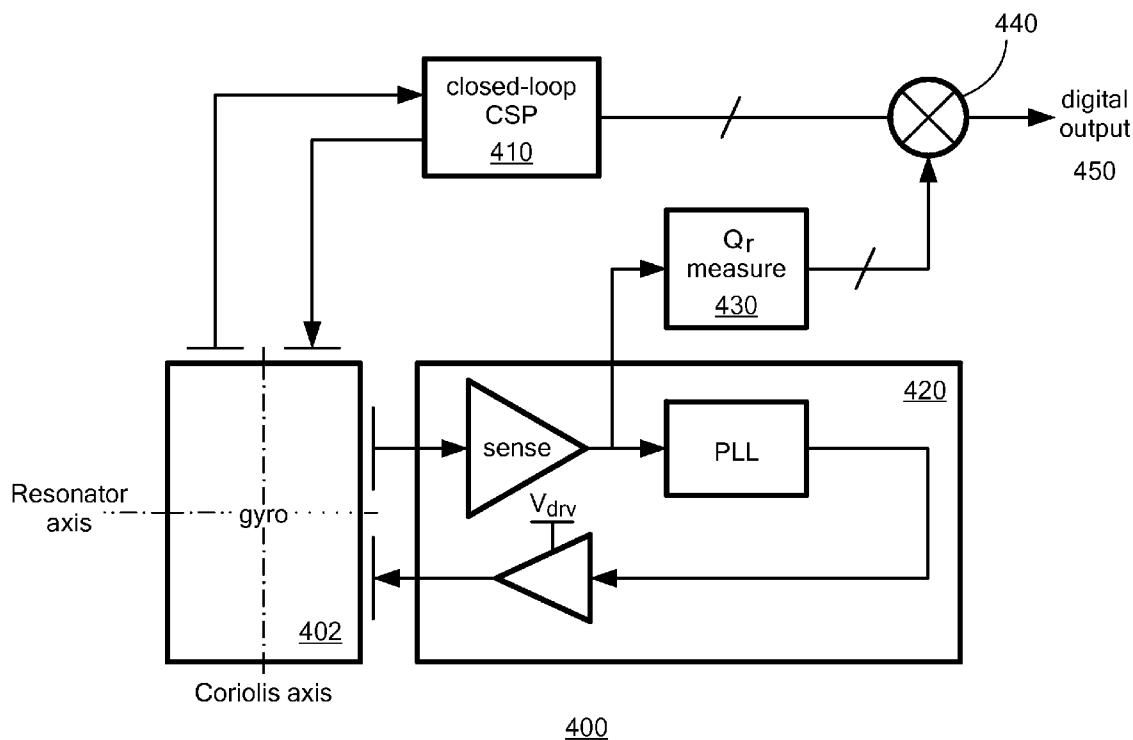 440
closed-loop
CSP
410
digital
output
450
Qr
measure
430
420
sense
PLL
Vdrv
Resonator
axis
gyro
402
Coriolis axis
400